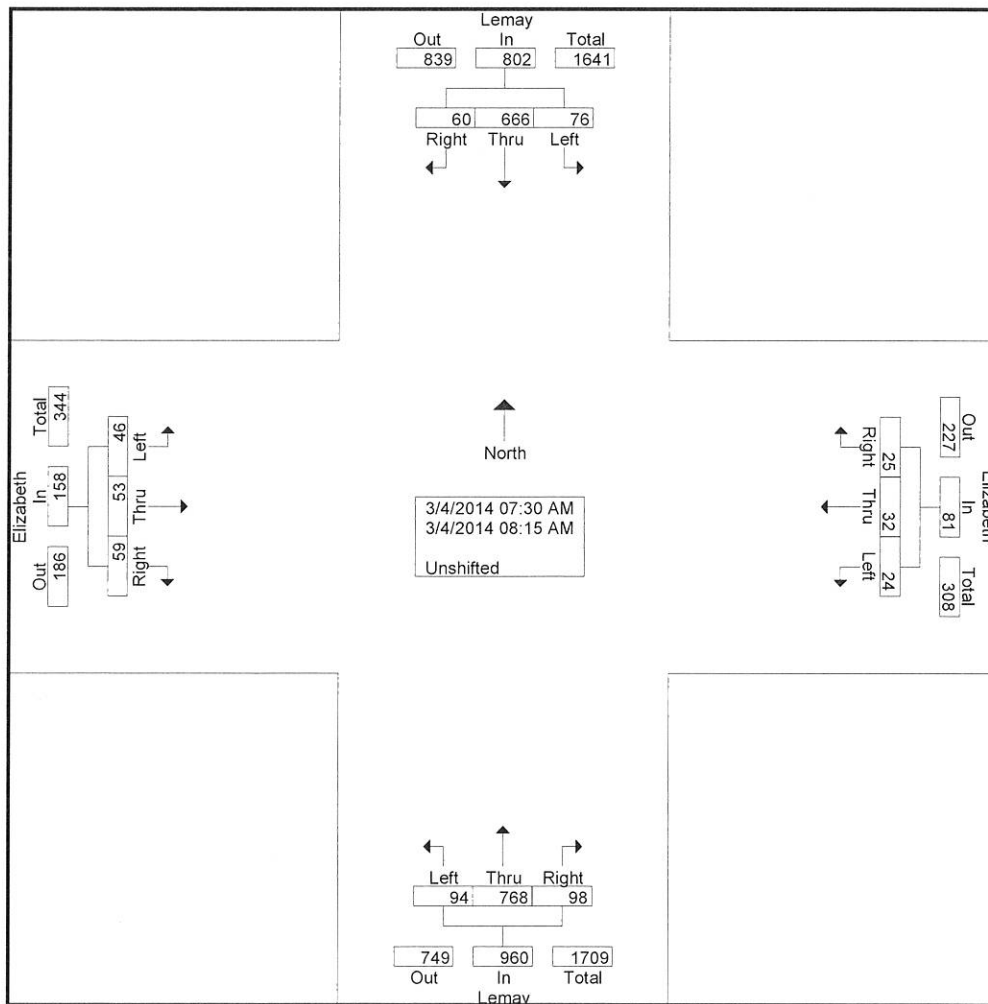 Lemay
Out In Total
839 802 1641
60 666 76
Right Thru Left
Elizabeth
Total In Out
344 158 186
46 53 59
Left Thru Right
North
3/4/2014 07:30 AM
3/4/2014 08:15 AM
Unshifted
Right Thru Left
25 32 24
Out In Total
227 81 308
Elizabeth
Left Thru Right
94 768 98
749 960 1709
Out In Total
Lemay